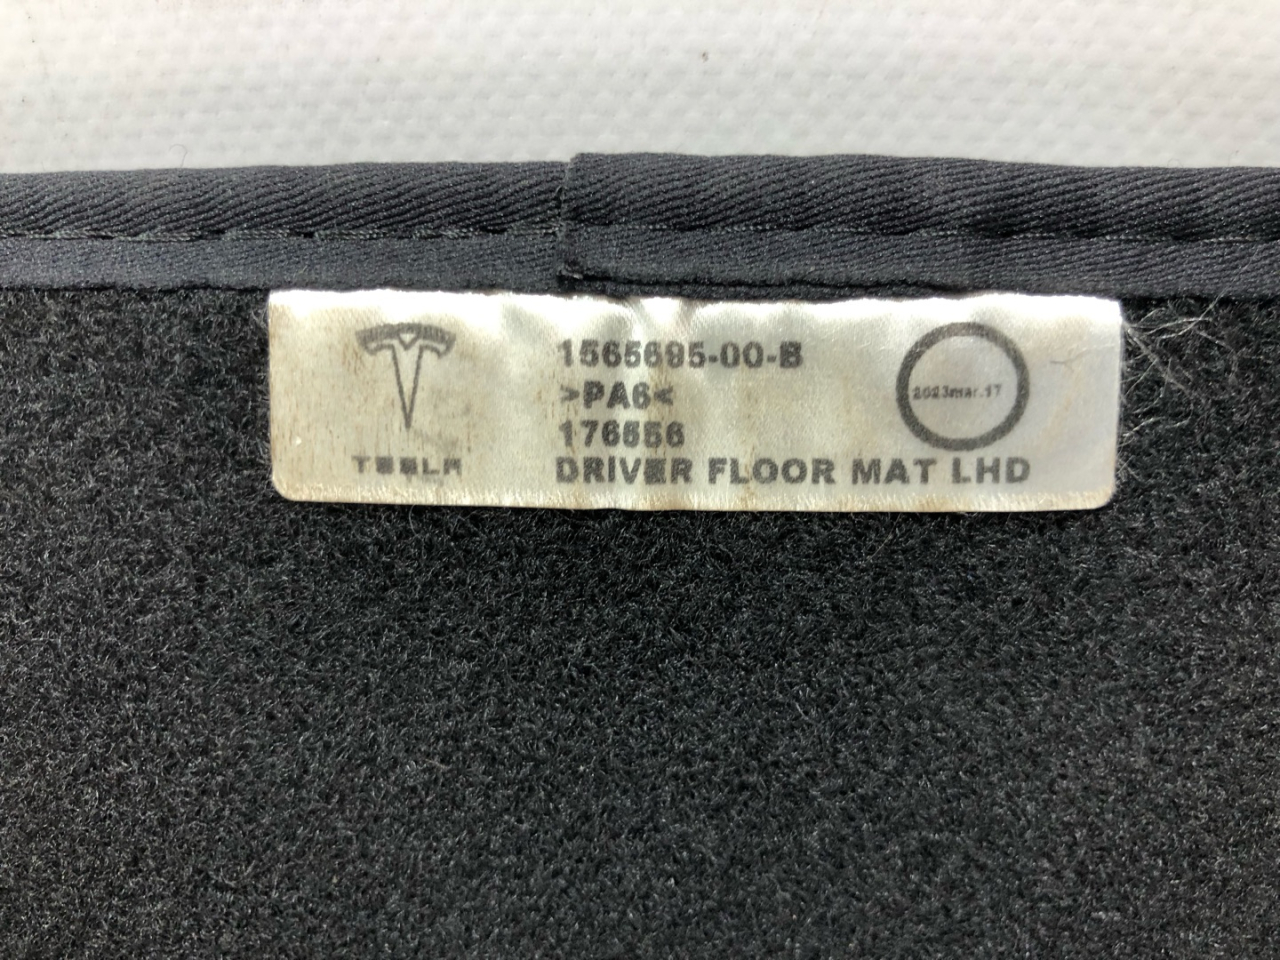 TESLA
1565695-00-B
>PA6<
176556
DRIVER FLOOR MAT LHD
2023mar.17